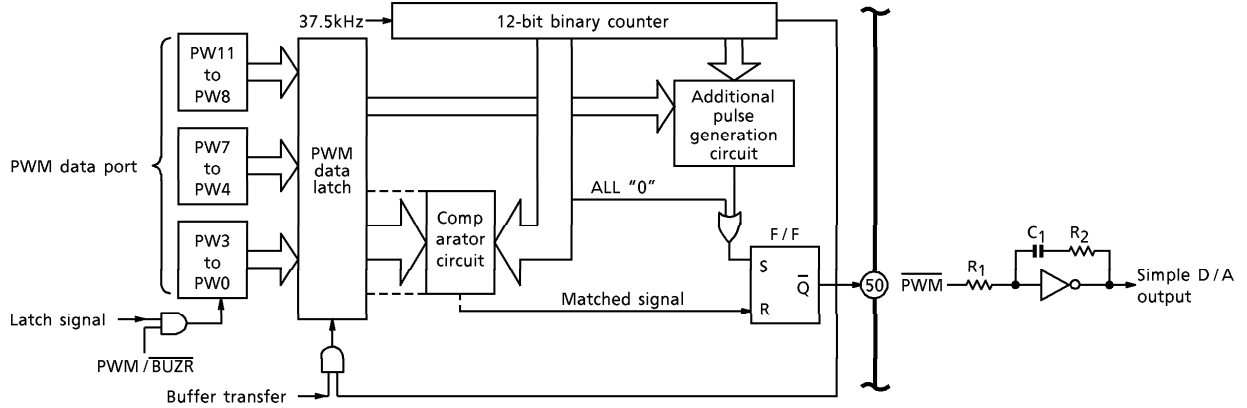 37.5kHz
12-bit binary counter
PW11
to
PW8
PW7
to
PW4
PW3
to
PW0
PWM data port
PWM
data
latch
Additional
pulse
generation
circuit
ALL "0"
Comp
arator
circuit
F/F
S
Q
R
Matched signal
50
PWM
R1
C1
R2
Simple D/A
output
Latch signal
PWM/BUZR
Buffer transfer